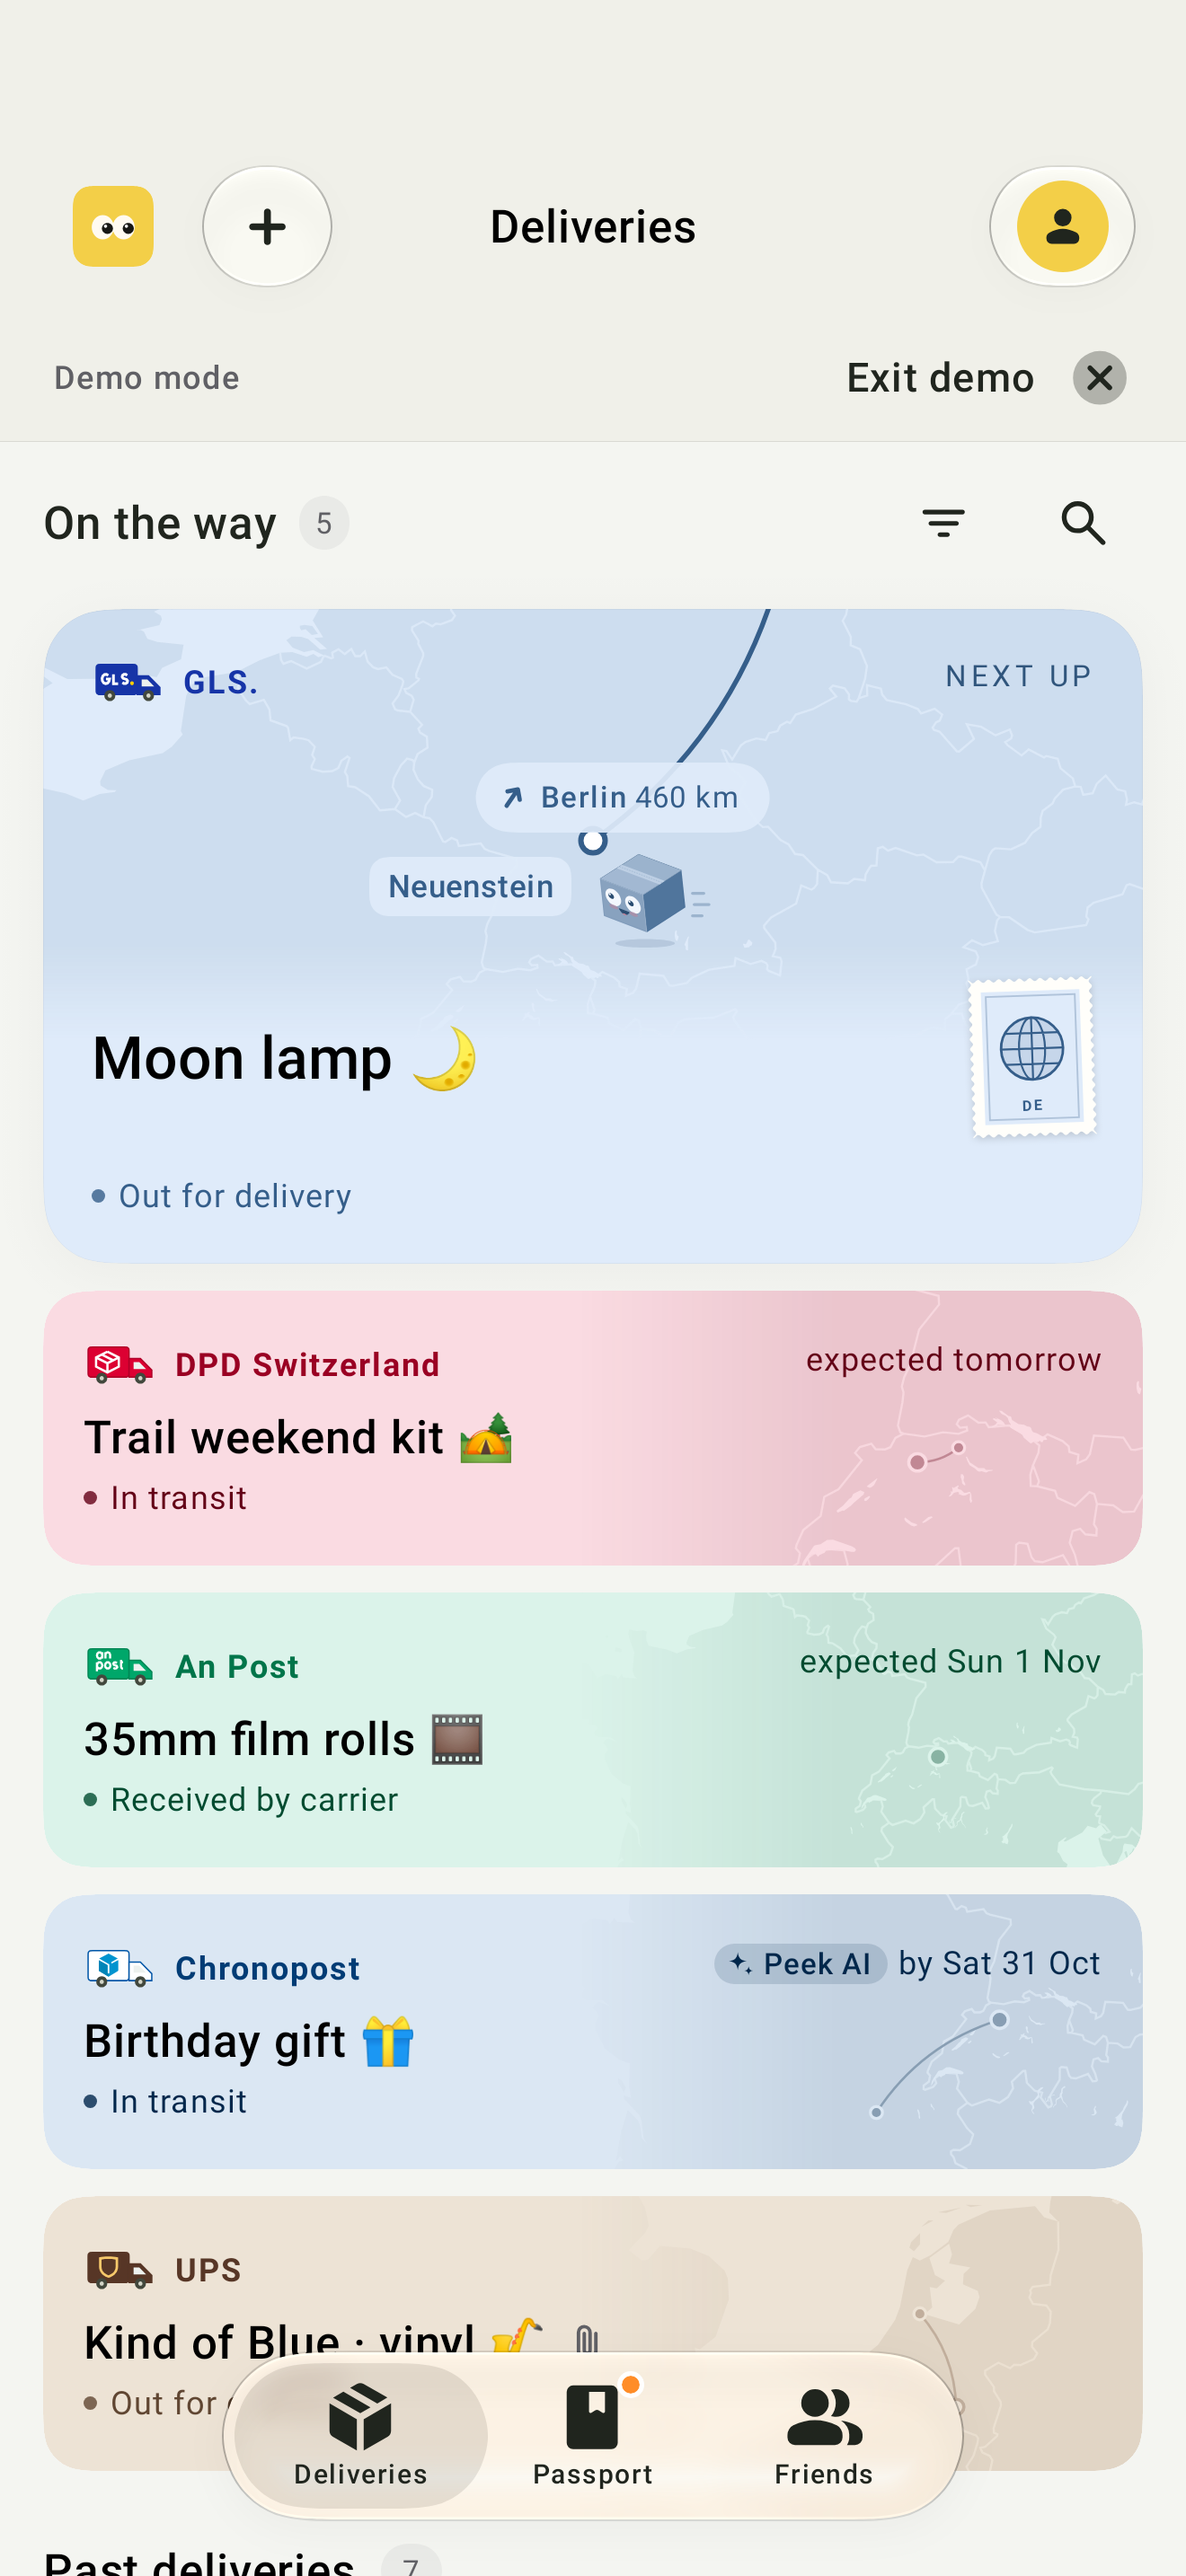 Deliveries
Demo mode
Exit demo
On the way 5
GLS. GLS.
NEXT UP
Berlin 460 km
Neuenstein
Moon lamp 🌙
DE
Out for delivery
DPD Switzerland
expected tomorrow
Trail weekend kit 🏕️
In transit
an post An Post
expected Sun 1 Nov
35mm film rolls 🎞️
Received by carrier
Chronopost
Peek AI by Sat 31 Oct
Birthday gift 🎁
In transit
UPS
Kind of Blue · vinyl 🎷
Out for
Deliveries
Passport
Friends
Past deliveries 7